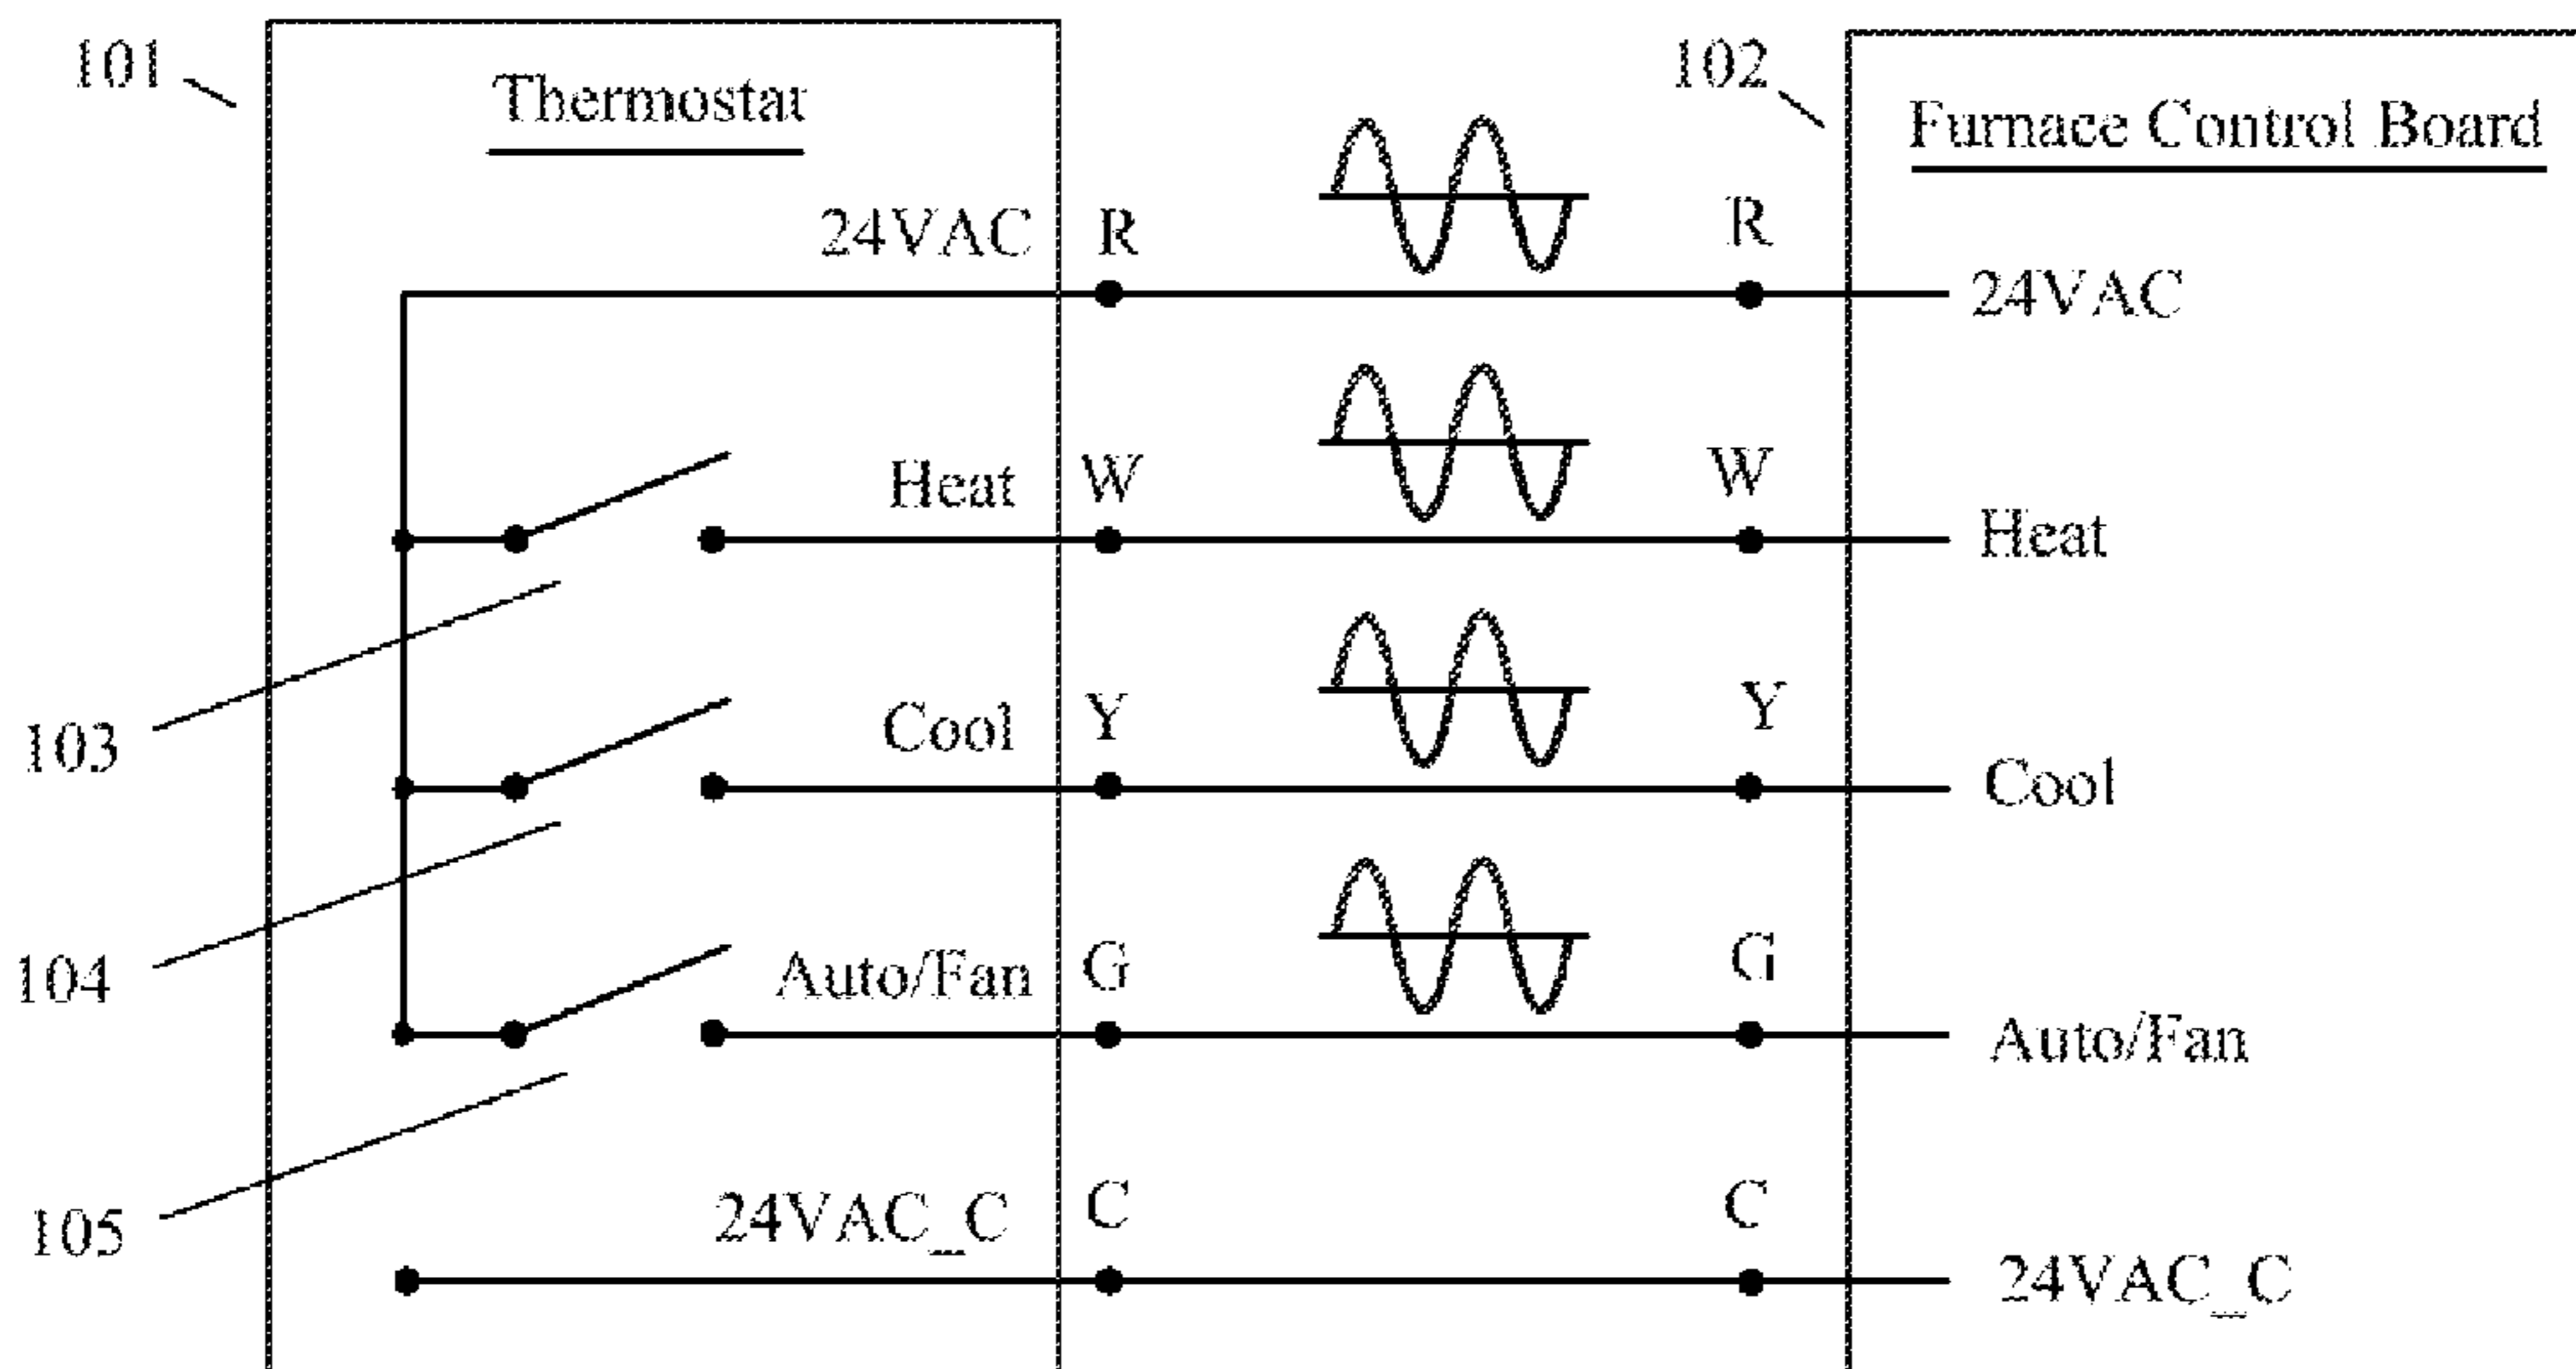 101
Thermostat
102
Furnace Control Board
24VAC R R
24VAC
Heat W W
Heat
103
Cool Y Y
Cool
104
Auto/Fan G G
Auto/Fan
105
24VAC_C C C
24VAC_C